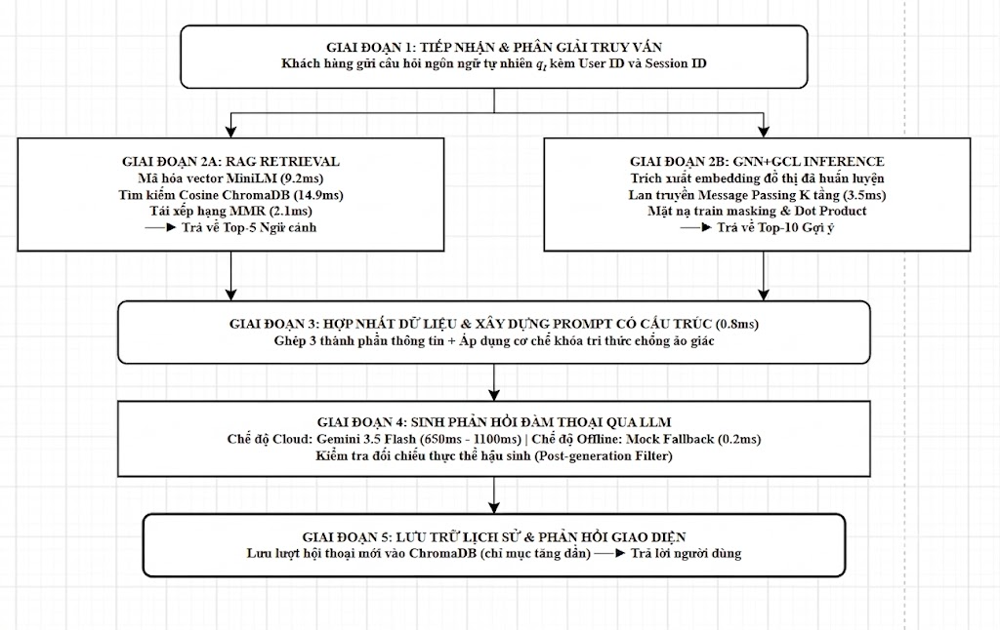 GIAI ĐOẠN 1: TIẾP NHẬN & PHÂN GIẢI TRUY VẤN
Khách hàng gửi câu hỏi ngôn ngữ tự nhiên qₜ kèm User ID và Session ID
GIAI ĐOẠN 2A: RAG RETRIEVAL
Mã hóa vector MiniLM (9.2ms)
Tìm kiếm Cosine ChromaDB (14.9ms)
Tái xếp hạng MMR (2.1ms)
→ Trả về Top-5 Ngữ cảnh
GIAI ĐOẠN 2B: GNN+GCL INFERENCE
Trích xuất embedding đồ thị đã huấn luyện
Lan truyền Message Passing K tầng (3.5ms)
Mặt nạ train masking & Dot Product
→ Trả về Top-10 Gợi ý
GIAI ĐOẠN 3: HỢP NHẤT DỮ LIỆU & XÂY DỰNG PROMPT CÓ CẤU TRÚC (0.8ms)
Ghép 3 thành phần thông tin + Áp dụng cơ chế khóa tri thức chống ảo giác
GIAI ĐOẠN 4: SINH PHẢN HỒI ĐÀM THOẠI QUA LLM
Chế độ Cloud: Gemini 3.5 Flash (650ms - 1100ms) | Chế độ Offline: Mock Fallback (0.2ms)
Kiểm tra đối chiếu thực thể hậu sinh (Post-generation Filter)
GIAI ĐOẠN 5: LƯU TRỮ LỊCH SỬ & PHẢN HỒI GIAO DIỆN
Lưu lượt hội thoại mới vào ChromaDB (chỉ mục tăng dần) → Trả lời người dùng